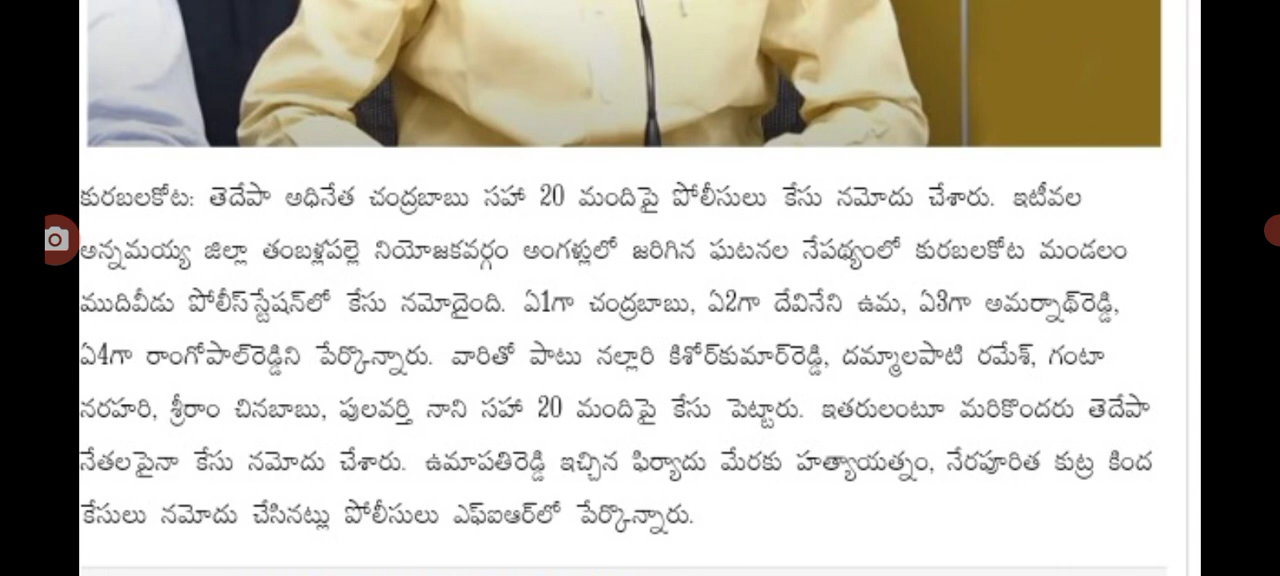 కురబలకోట: తెదేపా అధినేత చంద్రబాబు సహా 20 మందిపై పోలీసులు కేసు నమోదు చేశారు. ఇటీవల
అన్నమయ్య జిల్లా తంబళ్లపల్లె నియోజకవర్గం అంగళ్లులో జరిగిన ఘటనల నేపథ్యంలో కురబలకోట మండలం
ముదివీడు పోలీస్‌స్టేషన్‌లో కేసు నమోదైంది. ఏ1గా చంద్రబాబు, ఏ2గా దేవినేని ఉమ, ఏ3గా అమర్నాథ్‌రెడ్డి,
ఏ4గా రాంగోపాల్‌రెడ్డిని పేర్కొన్నారు. వారితో పాటు నల్లారి కిశోర్‌కుమార్‌రెడ్డి, దమ్మాలపాటి రమేశ్‌, గంటా
నరహరి, శ్రీరాం చినబాబు, పులవర్తి నాని సహా 20 మందిపై కేసు పెట్టారు. ఇతరులంటూ మరికొందరు తెదేపా
నేతలపైనా కేసు నమోదు చేశారు. ఉమాపతిరెడ్డి ఇచ్చిన ఫిర్యాదు మేరకు హత్యాయత్నం, నేరపూరిత కుట్ర కింద
కేసులు నమోదు చేసినట్లు పోలీసులు ఎఫ్‌ఐఆర్‌లో పేర్కొన్నారు.